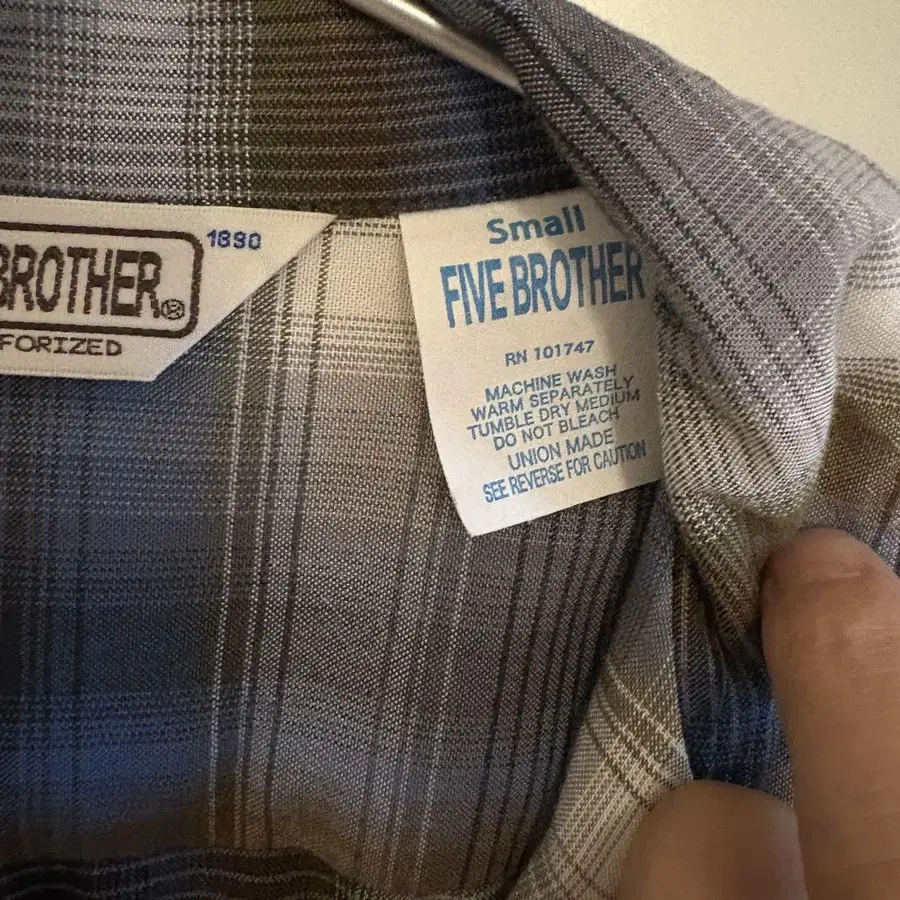 BROTHER®
1890
FORIZED
Small
FIVE BROTHER
RN 101747
MACHINE WASH
WARM SEPARATELY
TUMBLE DRY MEDIUM
DO NOT BLEACH
UNION MADE
SEE REVERSE FOR CAUTION